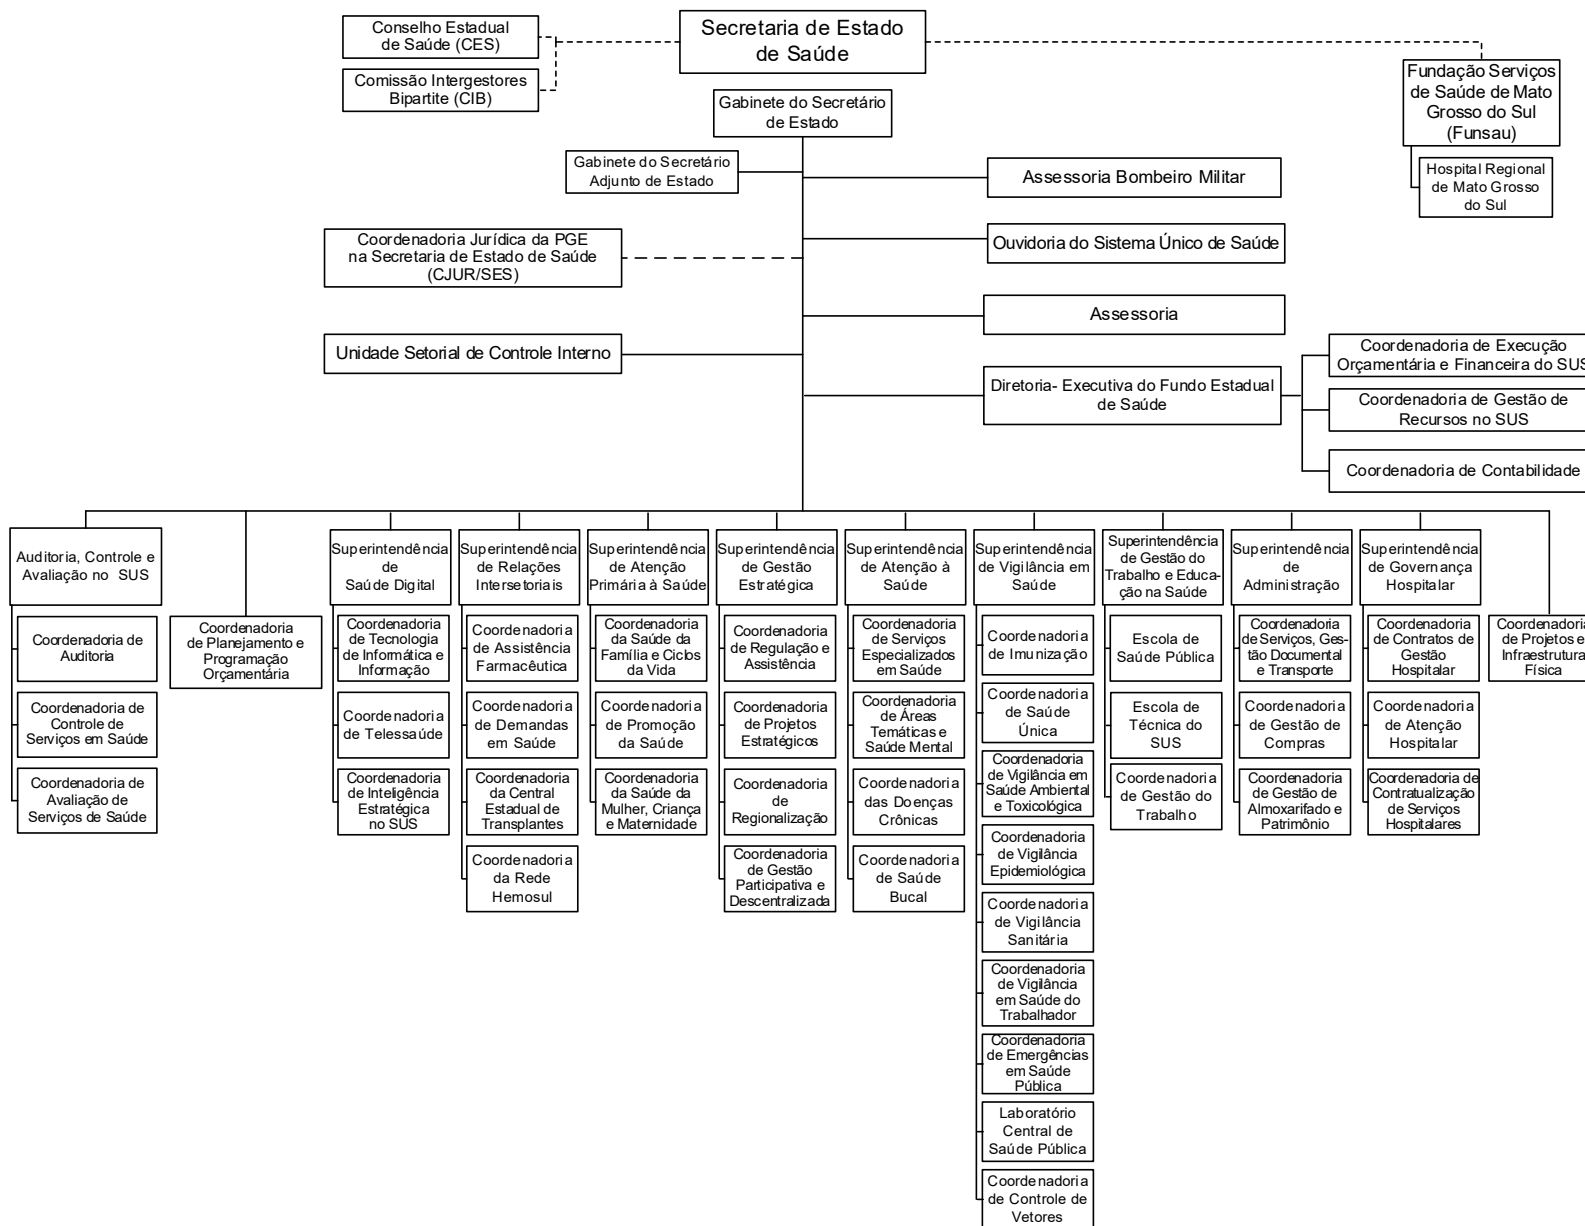 Conselho Estadual
de Saúde (CES)
Secretaria de Estado
de Saúde
Comissão Intergestores
Bipartite (CIB)
Fundação Serviços
de Saúde de Mato
Grosso do Sul
(Funsau)
Gabinete do Secretário
de Estado
Gabinete do Secretário
Adjunto de Estado
Assessoria Bombeiro Militar
Hospital Regional
de Mato Grosso
do Sul
Coordenadoria Jurídica da PGE
na Secretaria de Estado de Saúde
(CJUR/SES)
Ouvidoria do Sistema Único de Saúde
Assessoria
Unidade Setorial de Controle Interno
Coordenadoria de Execução
Orçamentária e Financeira do SUS
Diretoria- Executiva do Fundo Estadual
de Saúde
Coordenadoria de Gestão de
Recursos no SUS
Coordenadoria de Contabilidade
Auditoria, Controle e
Avaliação no SUS
Coordenadoria de
Auditoria
Coordenadoria de
Controle de
Serviços em Saúde
Coordenadoria de
Avaliação de
Serviços de Saúde
Coordenadoria
de Planejamento e
Programação
Orçamentária
Superintendência
de
Saúde Digital
Coordenadoria
de Tecnologia
de Informática e
Informação
Coordenadoria
de Telessaúde
Coordenadoria
de Inteligência
Estratégica
no SUS
Superintendência
de Relações
Intersetoriais
Coordenadoria
de Assistência
Farmacêutica
Coordenadoria
de Demandas
em Saúde
Coordenadoria
da Central
Estadual de
Transplantes
Coordenadoria
da Rede
Hemosul
Superintendência
de Atenção
Primária à Saúde
Coordenadoria
da Saúde da
Família e Ciclos
da Vida
Coordenadoria
de Promoção
da Saúde
Coordenadoria
da Saúde da
Mulher, Criança
e Maternidade
Superintendência
de Gestão
Estratégica
Coordenadoria
de Regulação e
Assistência
Coordenadoria
de Projetos
Estratégicos
Coordenadoria
de
Regionalização
Coordenadoria
de Gestão
Participativa e
Descentralizada
Superintendência
de Atenção à
Saúde
Coordenadoria
de Serviços
Especializados
em Saúde
Coordenadoria
de Áreas
Temáticas e
Saúde Mental
Coordenadoria
das Doenças
Crônicas
Coordenadoria
de Saúde
Bucal
Superintendência
de Vigilância em
Saúde
Coordenadoria
de Imunização
Coordenadoria
de Saúde
Única
Coordenadoria
de Vigilância em
Saúde Ambiental
e Toxicológica
Coordenadoria
de Vigilância
Epidemiológica
Coordenadoria
de Vigilância
Sanitária
Coordenadoria
de Vigilância
em Saúde do
Trabalhador
Coordenadoria
de Emergências
em Saúde
Pública
Laboratório
Central de
Saúde Pública
Coordenadoria
de Controle de
Vetores
Superintendência
de Gestão do
Trabalho e Educa-
ção na Saúde
Escola de
Saúde Pública
Escola de
Técnica do
SUS
Coordenadoria
de Gestão do
Trabalho
Superintendência
de
Administração
Coordenadoria
de Serviços, Ges-
tão Documental
e Transporte
Coordenadoria
de Gestão de
Compras
Coordenadoria
de Gestão de
Almoxarifado e
Patrimônio
Superintendência
de Governança
Hospitalar
Coordenadoria
de Contratos de
Gestão
Hospitalar
Coordenadoria
de Atenção
Hospitalar
Coordenadoria de
Contratualização
de Serviços
Hospitalares
Coordenadoria
de Projetos e
Infraestrutura
Física